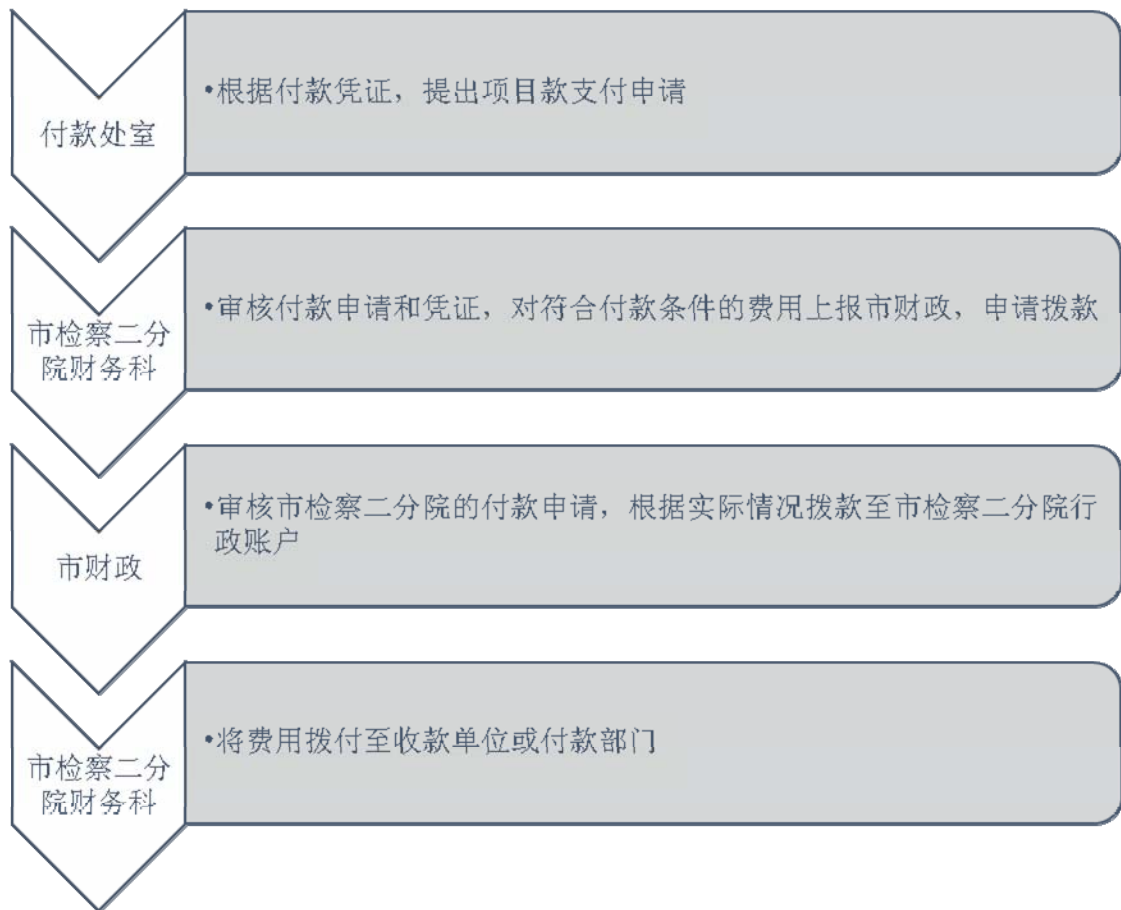 付款处室
•根据付款凭证，提出项目款支付申请
市检察二分
院财务科
•审核付款申请和凭证，对符合付款条件的费用上报市财政，申请拨款
市财政
•审核市检察二分院的付款申请，根据实际情况拨款至市检察二分院行
政账户
市检察二分
院财务科
•将费用拨付至收款单位或付款部门